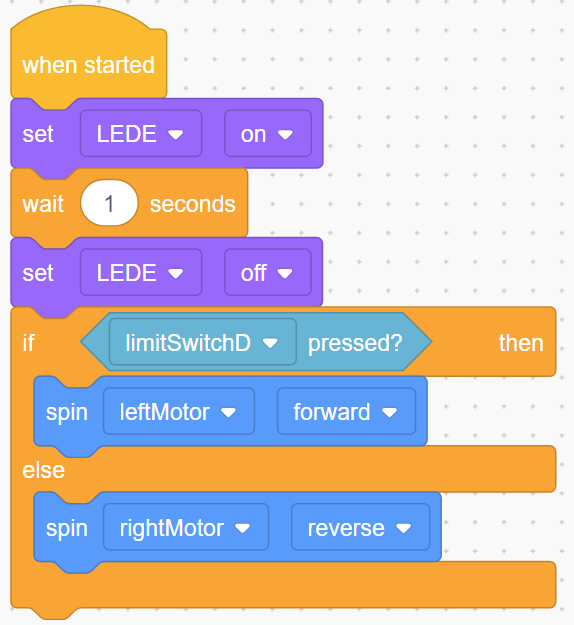 when started
set LEDE on
wait 1 seconds
set LEDE off
if limitSwitchD pressed? then
spin leftMotor forward
else
spin rightMotor reverse